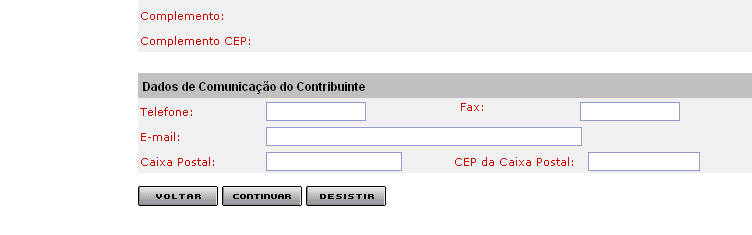 Complemento:
Complemento CEP:
Dados de Comunicação do Contribuinte
Telefone: Fax:
E-mail:
Caixa Postal: CEP da Caixa Postal:
VOLTAR CONTINUAR DESISTIR